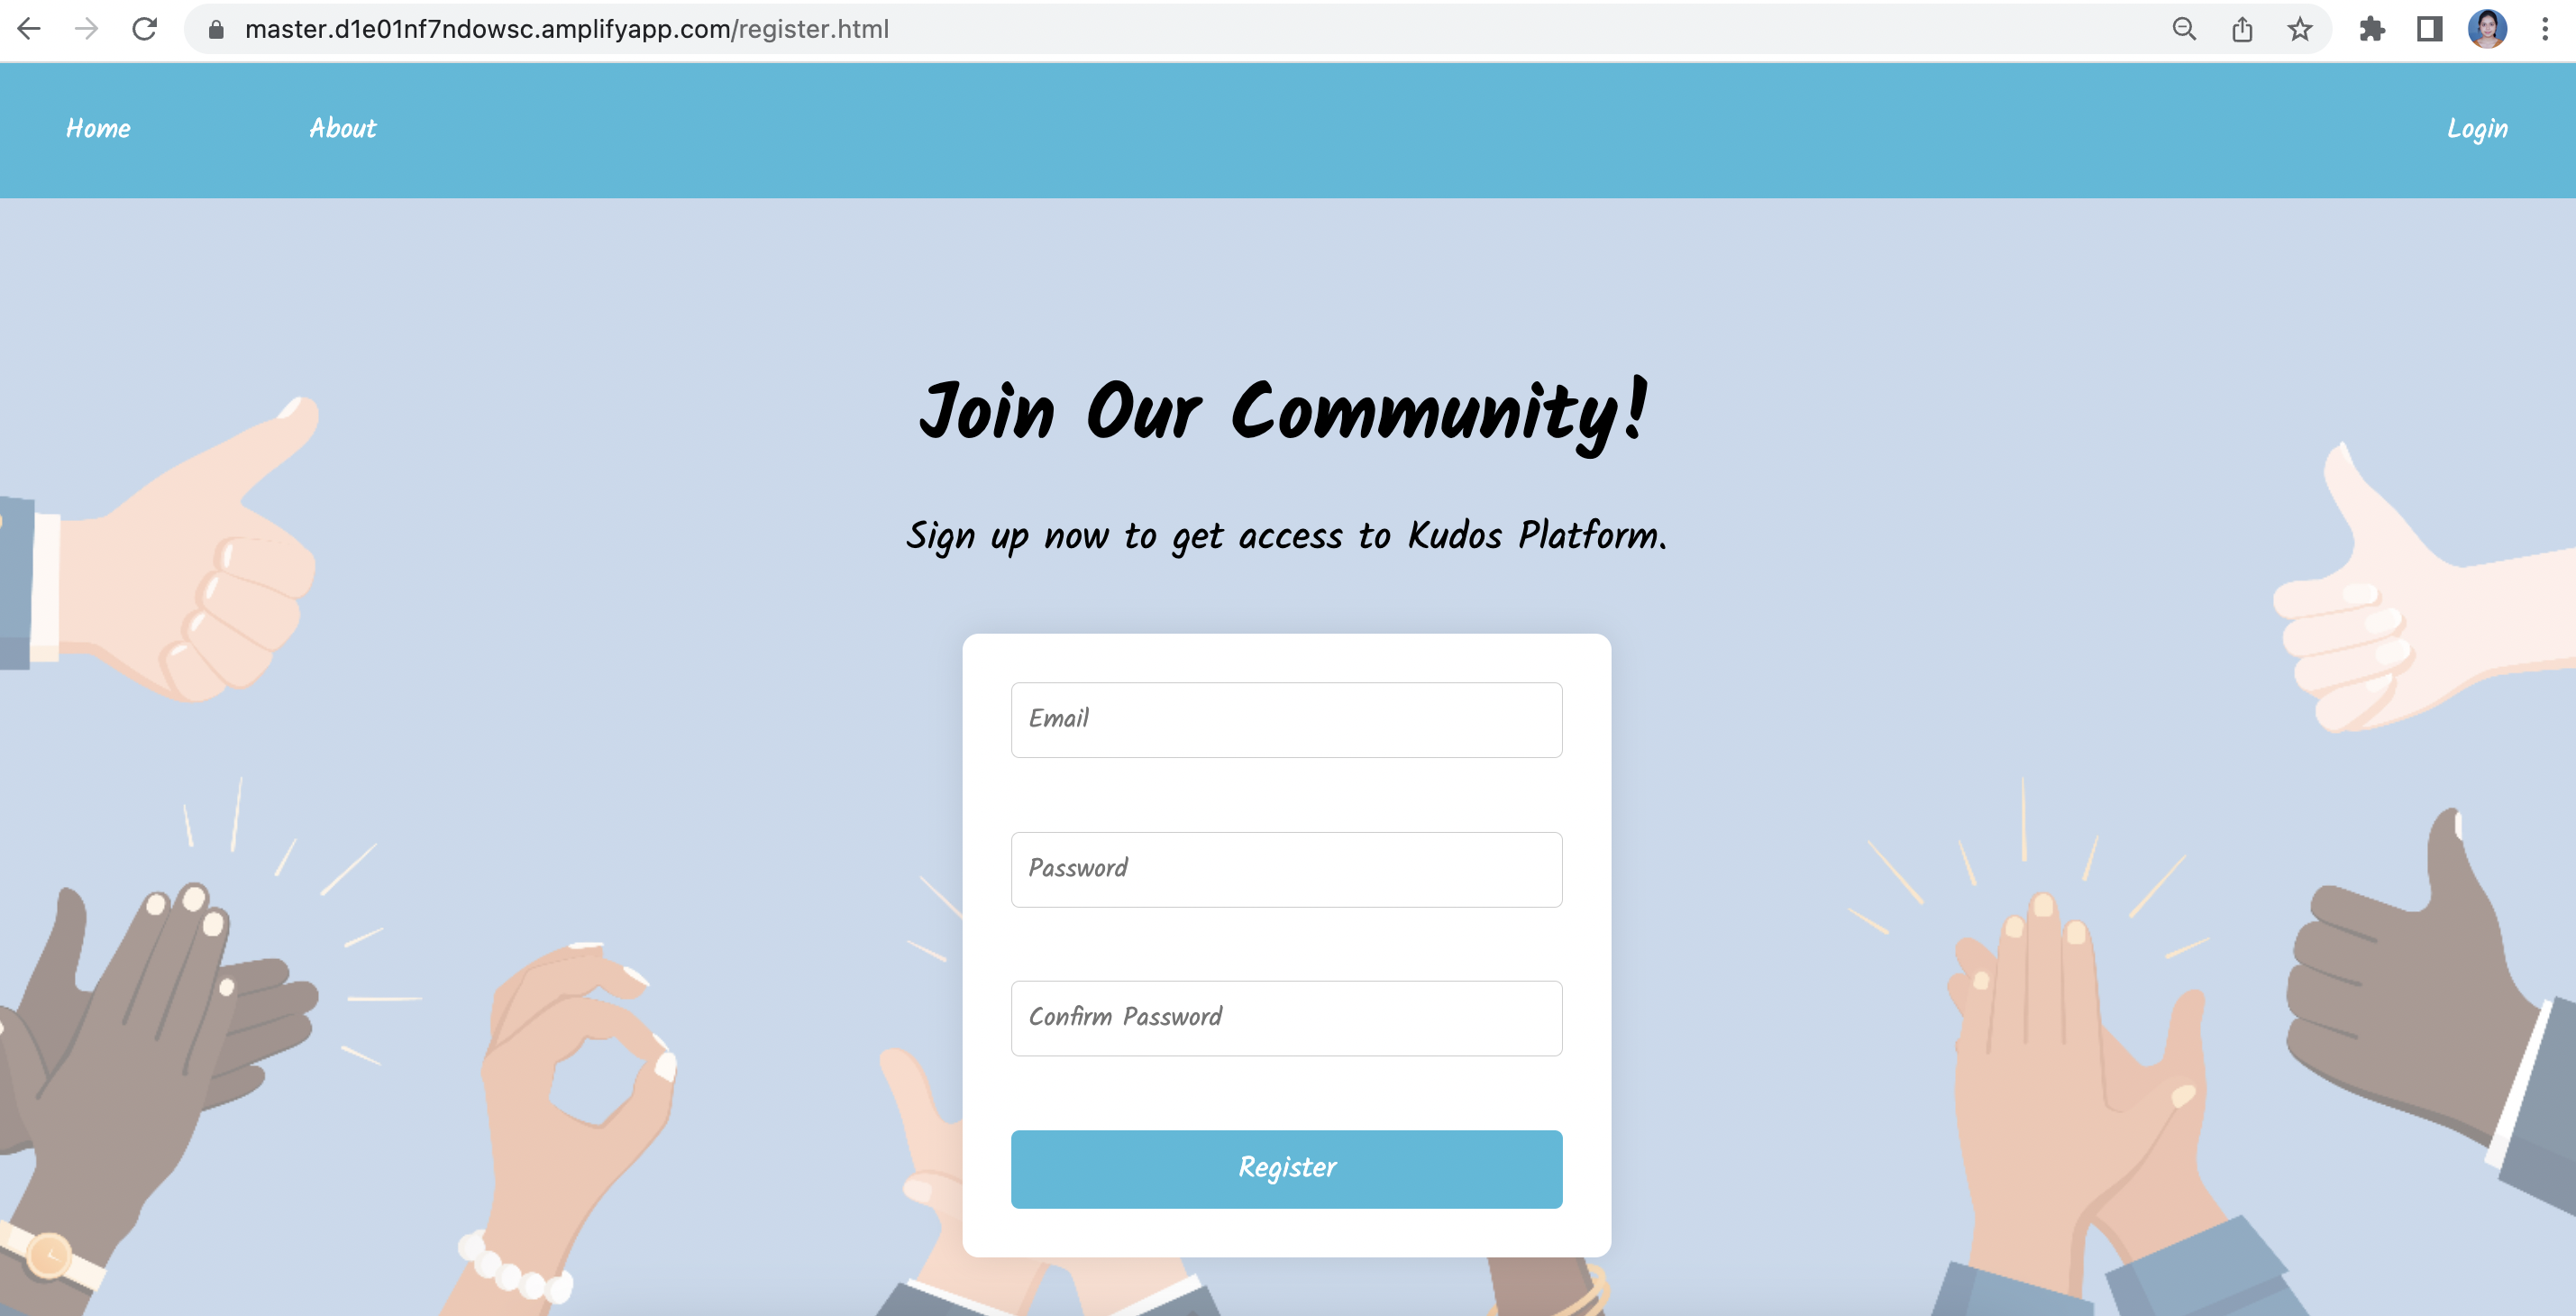 master.d1e01nf7ndowsc.amplifyapp.com/register.html
Home About Login
Join Our Community!
Sign up now to get access to Kudos Platform.
Email
Password
Confirm Password
Register